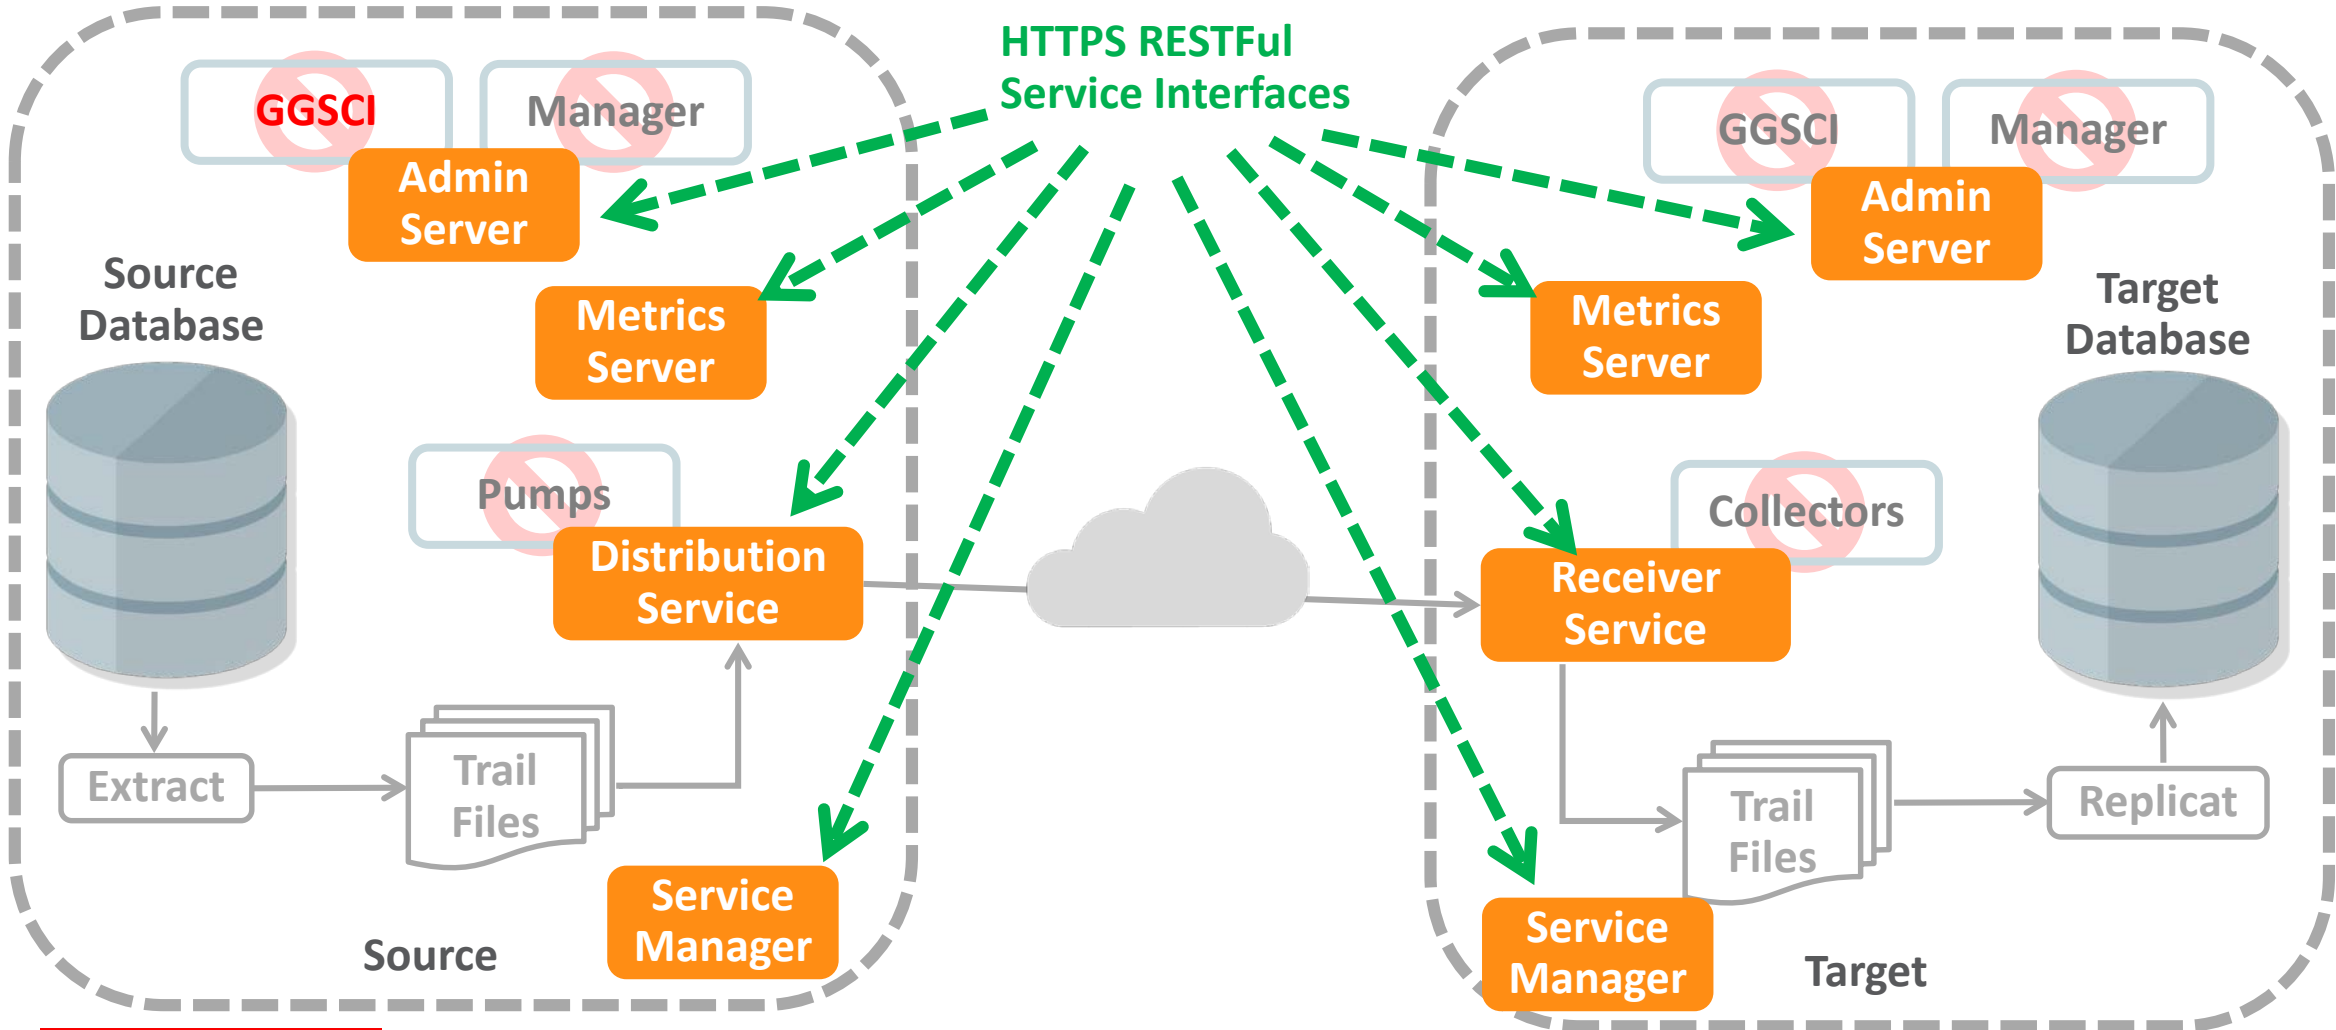 HTTPS RESTFul
Service Interfaces
GGSCI
Manager
Admin
Server
Source
Database
Metrics
Server
Pumps
Distribution
Service
Extract
Trail
Files
Service
Manager
Source
GGSCI
Manager
Admin
Server
Metrics
Server
Target
Database
Collectors
Receiver
Service
Trail
Files
Replicat
Service
Manager
Target